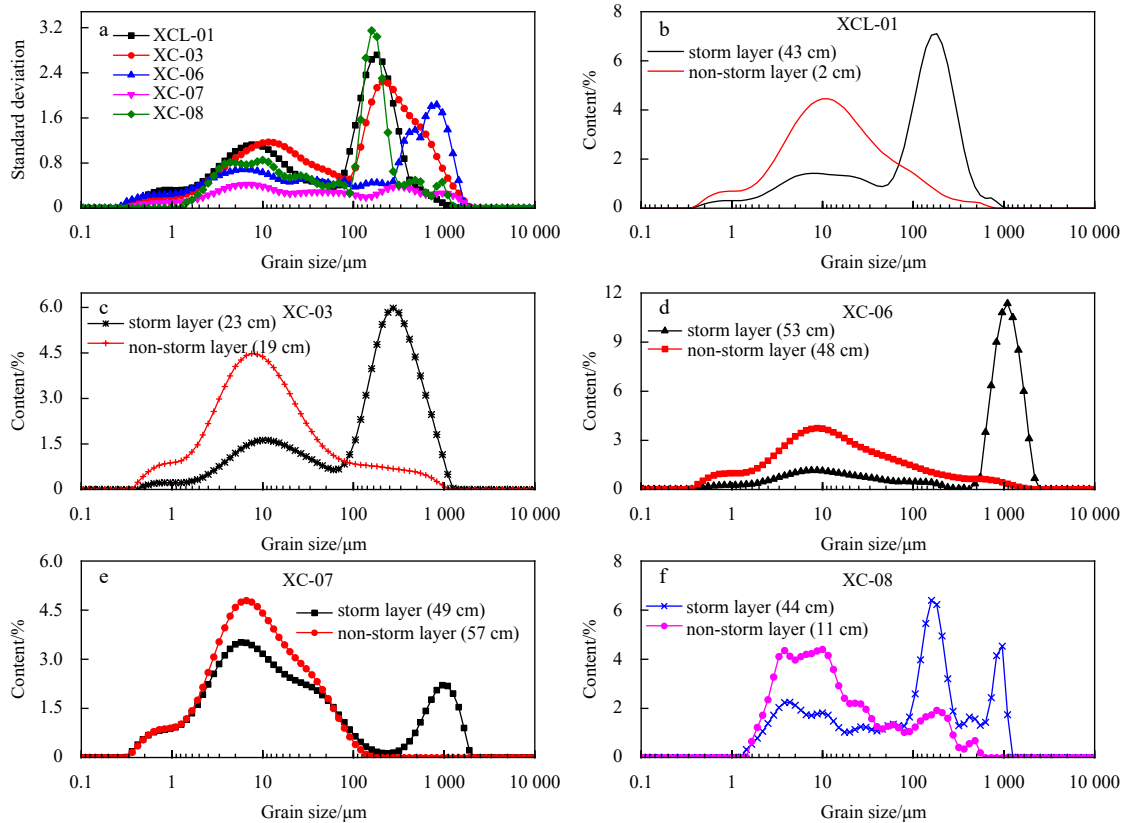 a
XCL-01
XC-03
XC-06
XC-07
XC-08
Standard deviation
3.2
2.4
1.6
0.8
0
0.1 1 10 100 1 000 10 000
Grain size/μm
b
XCL-01
storm layer (43 cm)
non-storm layer (2 cm)
Content/%
8
6
4
2
0
0.1 1 10 100 1 000 10 000
Grain size/μm
c
XC-03
storm layer (23 cm)
non-storm layer (19 cm)
Content/%
6.0
4.5
3.0
1.5
0
0.1 1 10 100 1 000 10 000
Grain size/μm
d
XC-06
storm layer (53 cm)
non-storm layer (48 cm)
Content/%
12
9
6
3
0
0.1 1 10 100 1 000 10 000
Grain size/μm
e
XC-07
storm layer (49 cm)
non-storm layer (57 cm)
Content/%
6.0
4.5
3.0
1.5
0
0.1 1 10 100 1 000 10 000
Grain size/μm
f
XC-08
storm layer (44 cm)
non-storm layer (11 cm)
Content/%
8
6
4
2
0
0.1 1 10 100 1 000 10 000
Grain size/μm